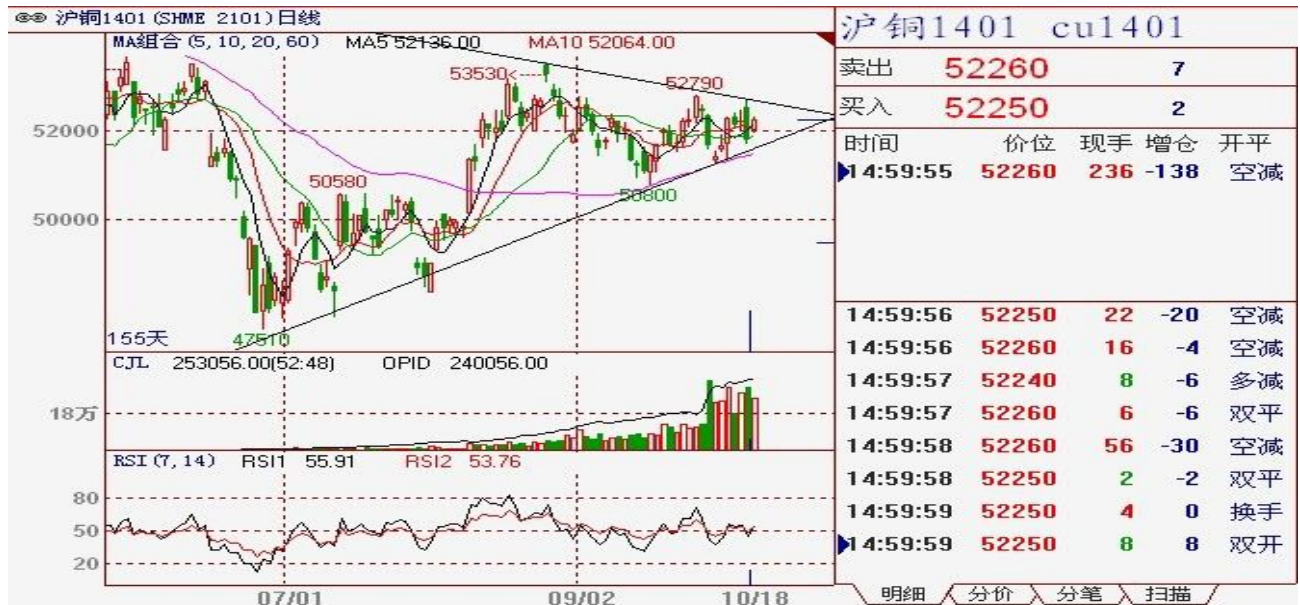 沪铜1401(SHME 2101)日线
MA组合(5,10,20,60) MA5 52136.00 MA10 52064.00
53530
52790
52000
50580
50800
50000
155天
47510
CJL 253056.00(52:48) OPID 240056.00
18万
RSI(7,14) RSI1 55.91 RSI2 53.76
80
50
20
07/01 09/02 10/18
沪铜1401 cu1401
卖出 52260 7
买入 52250 2
时间 价位 现手 增仓 开平
14:59:55 52260 236 -138 空减
14:59:56 52250 22 -20 空减
14:59:56 52260 16 -4 空减
14:59:57 52240 8 -6 多减
14:59:57 52260 6 -6 双平
14:59:58 52260 56 -30 空减
14:59:58 52250 2 -2 双平
14:59:59 52250 4 0 换手
14:59:59 52250 8 8 双开
明细 分价 分笔 扫描